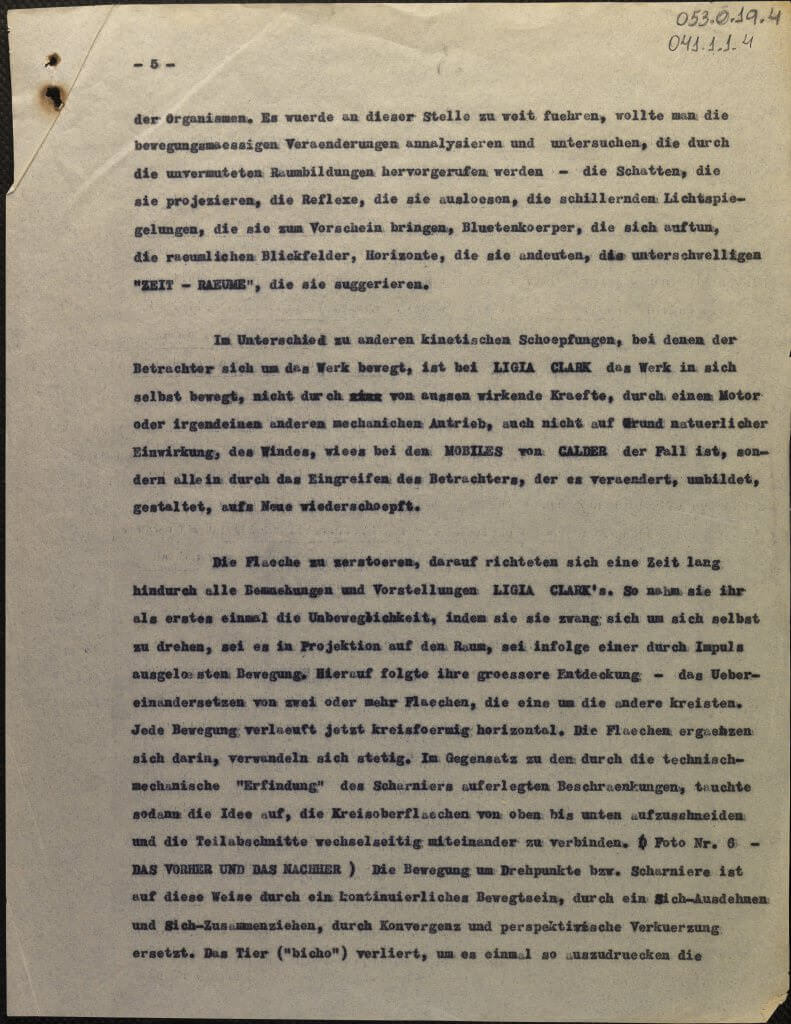 053.0.19.4
041.1.1-4
- 5 -
der Organismen. Es wuerde an dieser Stelle zu weit fuehren, wollte man die
bewegungsmaessigen Veraenderungen annalysieren und untersuchen, die durch
die unvermuteten Raumbildungen hervorgerufen werden - die Schatten, die
sie projezieren, die Reflexe, die sie ausloesen, die schillernden Lichtspie-
gelungen, die sie zum Vorschein bringen, Bluetenkoerper, die sich auftun,
die raeumlichen Blickfelder, Horizonte, die sie andeuten, die unterschwelligen
"ZEIT - RAEUME", die sie suggerieren.
Im Unterschied zu anderen kinetischen Schoepfungen, bei denen der
Betrachter sich um das Werk bewegt, ist bei LIGIA CLARK das Werk in sich
selbst bewegt, nicht durch von aussen wirkende Kraefte, durch einem Motor
oder irgendeinen anderen mechanichen Antrieb, auch nicht auf Grund natuerlicher
Einwirkung, des Windes, wiees bei den MOBILES von CALDER der Fall ist, son-
dern allein durch das Eingreifen des Betrachters, der es veraendert, umbildet,
gestaltet, aufs Neue wiederschoepft.
Die Flaeche zu zerstoeren, darauf richteten sich eine Zeit lang
hindurch alle und Vorstellungen LIGIA CLARK's. So nahm sie ihr
als erstes einmal die Unbeweglichkeit, indem sie sie zwang sich um sich selbst
zu drehen, sei es in Projektion auf den Raum, sei infolge einer durch Impuls
ausgeloesten Bewegung. Hierauf folgte ihre groessere Entdeckung - das Ueber-
einandersetzen von zwei oder mehr Flaechen, die eine um die andere kreisten.
Jede Bewegung verlaeuft jetzt kreisfoermig horizontal. Die Flaechen ergaehzen
sich darin, verwandeln sich stetig. Im Gegensatz zu den durch die technisch-
mechanische "Erfindung" des Scharniers auferlegten Beschraenkungen, tauchte
sodann die Idee auf, die Kreisoberflaechen von oben bis unten aufzuschneiden
und die Teilabschnitte wechselseitig miteinander zu verbinden. ( Foto Nr. 6 -
DAS VORHER UND DAS NACHHER ) Die Bewegung um Drehpunkte bzw. Scharniere ist
auf diese Weise durch ein kontinuierliches Bewegtsein, durch ein Sich-Ausdehnen
und Sich-Zusammenziehen, durch Konvergenz und perspektivische Verkuerzung
ersetzt. Das Tier ("bicho") verliert, um es einmal so auszudruecken die